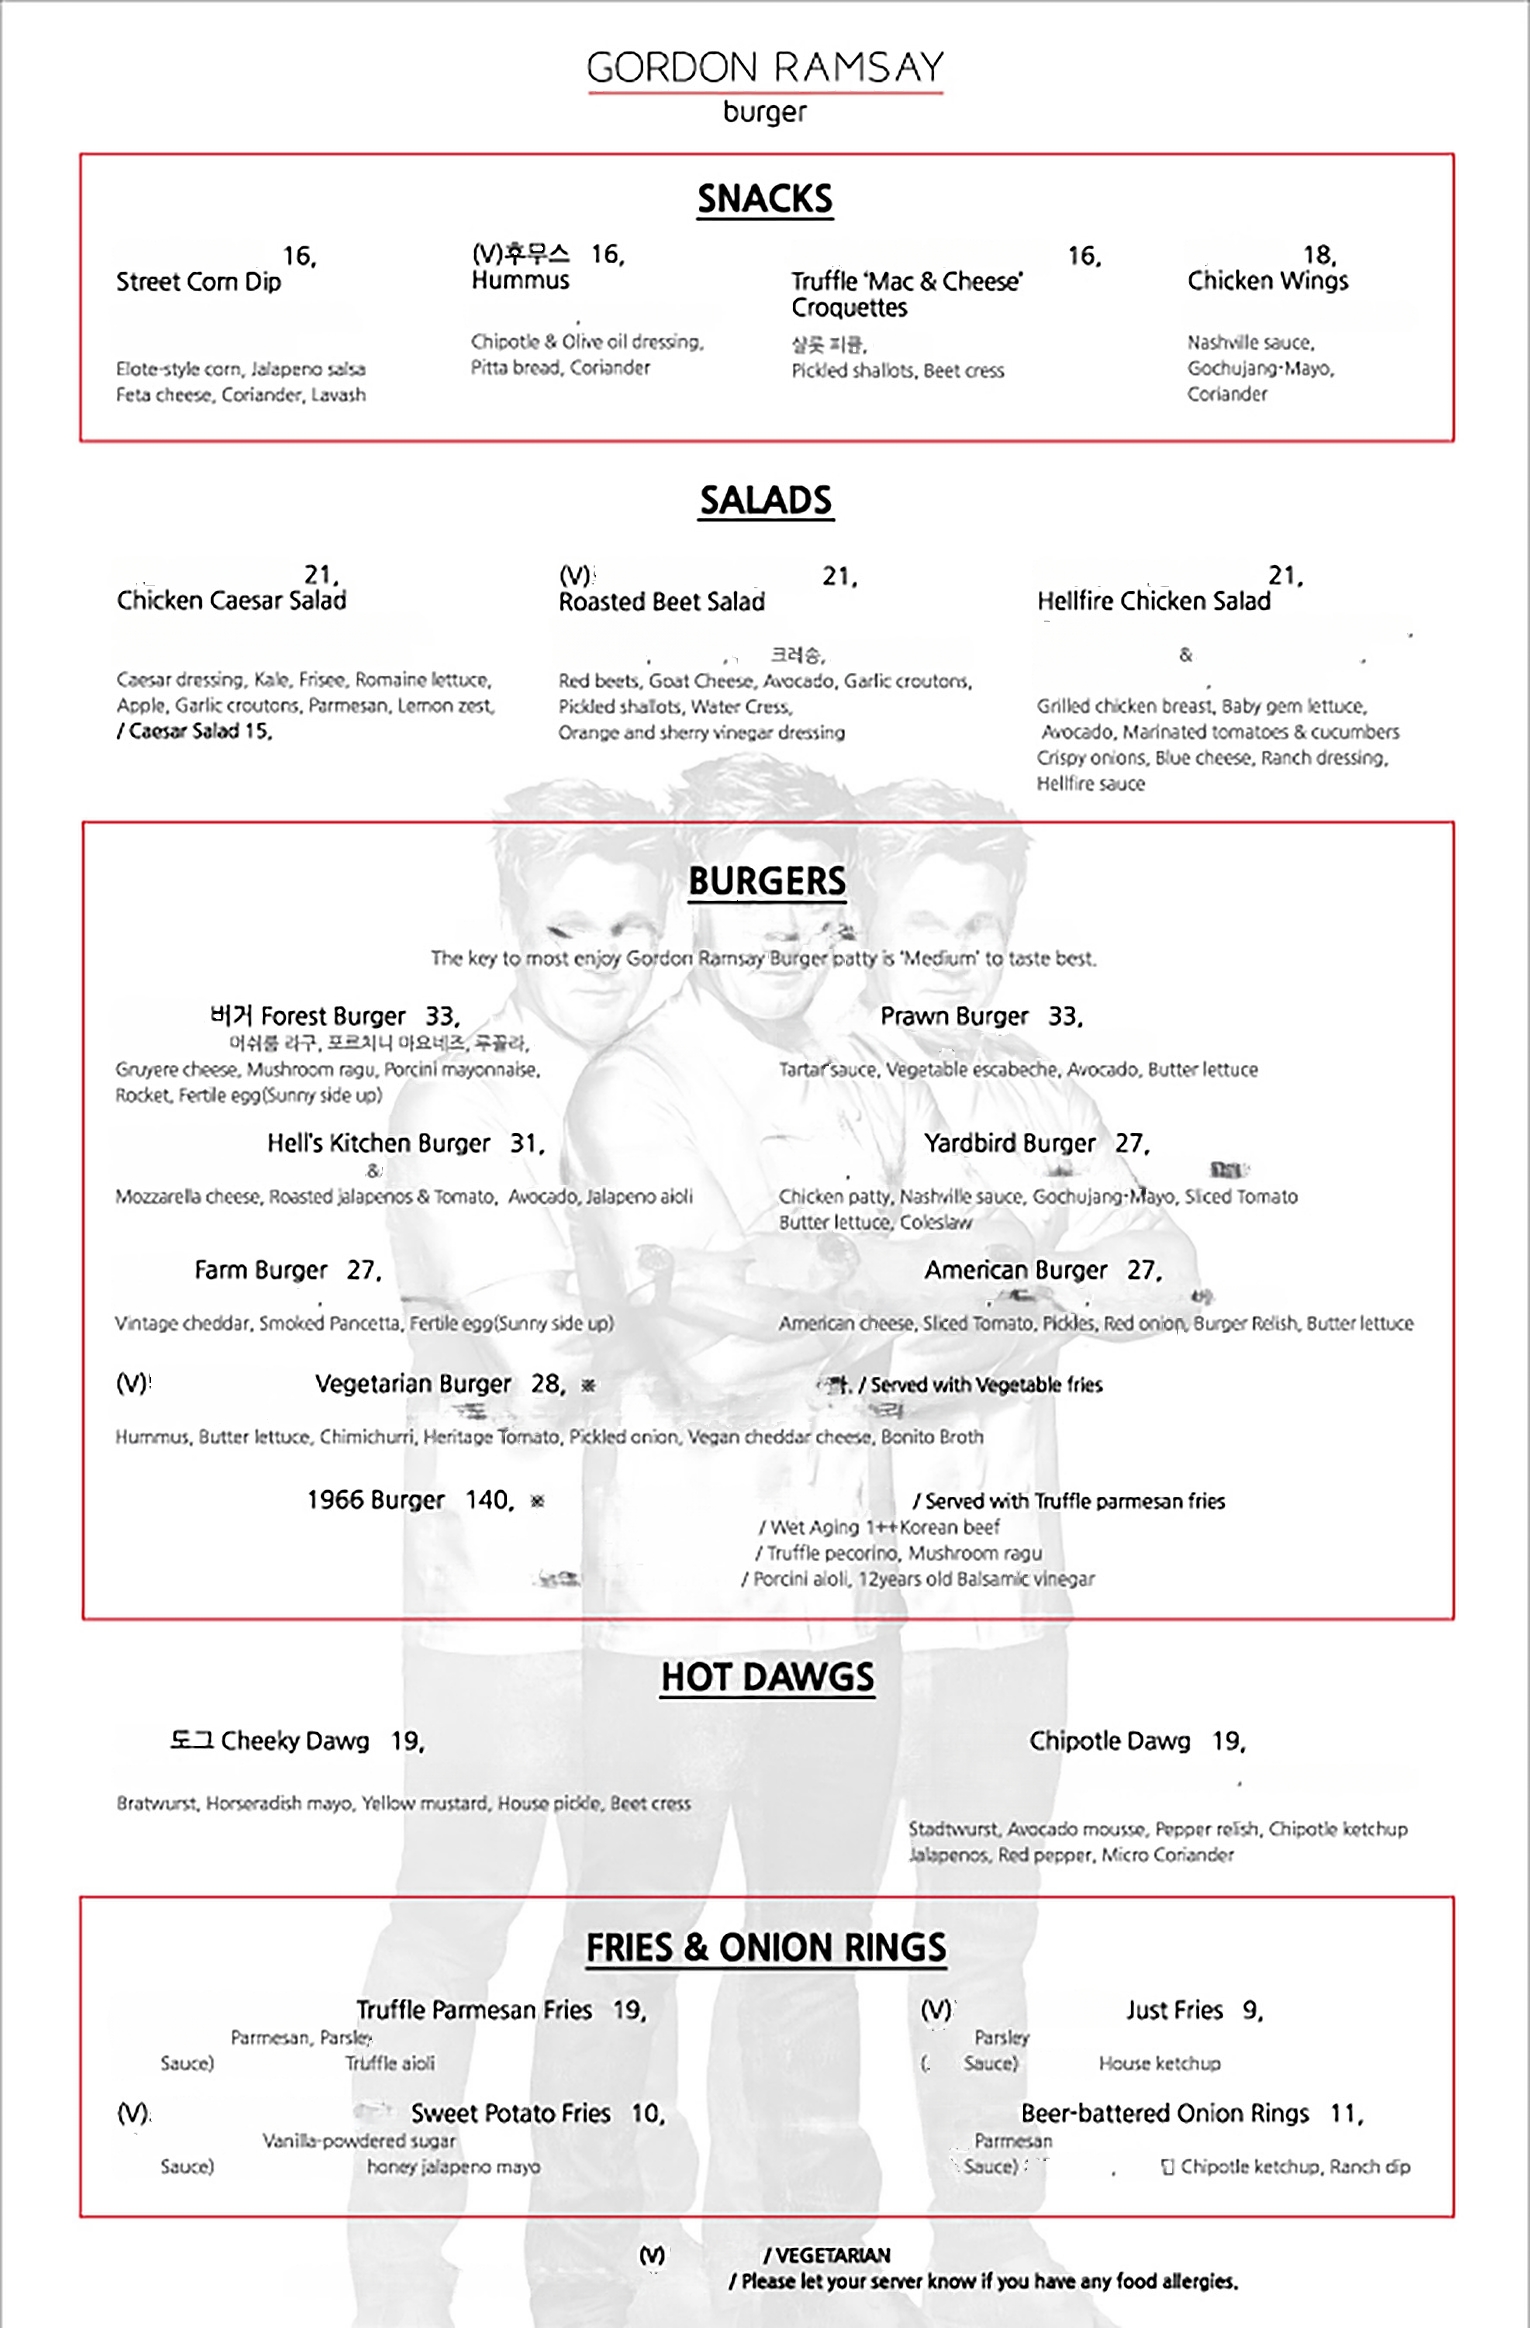 GORDON RAMSAY
burger
SNACKS
16,
Street Corn Dip
Elote-style corn, Jalapeno salsa
Feta cheese, Coriander, Lavash
(V)후무스 16,
Hummus
Chipotle & Olive oil dressing,
Pitta bread, Coriander
16,
Truffle 'Mac & Cheese'
Croquettes
샬롯 피클,
Pickled shallots, Beet cress
18,
Chicken Wings
Nashville sauce,
Gochujang-Mayo,
Coriander
SALADS
21,
Chicken Caesar Salad
Caesar dressing, Kale, Frisee, Romaine lettuce,
Apple, Garlic croutons, Parmesan, Lemon zest,
/ Caesar Salad 15,
(V) 21,
Roasted Beet Salad
크레송,
Red beets, Goat Cheese, Avocado, Garlic croutons,
Pickled shallots, Water Cress,
Orange and sherry vinegar dressing
21,
Hellfire Chicken Salad
&
Grilled chicken breast, Baby gem lettuce,
Avocado, Marinated tomatoes & cucumbers
Crispy onions, Blue cheese, Ranch dressing,
Hellfire sauce
BURGERS
The key to most enjoy Gordon Ramsay Burger patty is 'Medium' to taste best.
버거 Forest Burger 33,
머쉬룸 라구, 포르치니 마요네즈, 루꼴라,
Gruyere cheese, Mushroom ragu, Porcini mayonnaise,
Rocket, Fertile egg(Sunny side up)
Prawn Burger 33,
Tartar sauce, Vegetable escabeche, Avocado, Butter lettuce
Hell's Kitchen Burger 31,
&
Mozzarella cheese, Roasted jalapenos & Tomato, Avocado, Jalapeno aioli
Yardbird Burger 27,
Chicken patty, Nashville sauce, Gochujang-Mayo, Sliced Tomato
Butter lettuce, Coleslaw
Farm Burger 27,
Vintage cheddar, Smoked Pancetta, Fertile egg(Sunny side up)
American Burger 27,
American cheese, Sliced Tomato, Pickles, Red onion, Burger Relish, Butter lettuce
(V) Vegetarian Burger 28, ※ / Served with Vegetable fries
Hummus, Butter lettuce, Chimichurri, Heritage Tomato, Pickled onion, Vegan cheddar cheese, Bonito Broth
1966 Burger 140, ※ / Served with Truffle parmesan fries
/ Wet Aging 1++Korean beef
/ Truffle pecorino, Mushroom ragu
/ Porcini aioli, 12years old Balsamic vinegar
HOT DAWGS
도그 Cheeky Dawg 19,
Bratwurst, Horseradish mayo, Yellow mustard, House pickle, Beet cress
Chipotle Dawg 19,
Stadtwurst, Avocado mousse, Pepper relish, Chipotle ketchup
Jalapenos, Red pepper, Micro Coriander
FRIES & ONION RINGS
Truffle Parmesan Fries 19,
Parmesan, Parsley
Sauce) Truffle aioli
(V) Just Fries 9,
Parsley
( Sauce) House ketchup
(V) Sweet Potato Fries 10,
Vanilla-powdered sugar
Sauce) honey jalapeno mayo
Beer-battered Onion Rings 11,
Parmesan
Sauce) Chipotle ketchup, Ranch dip
(V) / VEGETARIAN
/ Please let your server know if you have any food allergies.